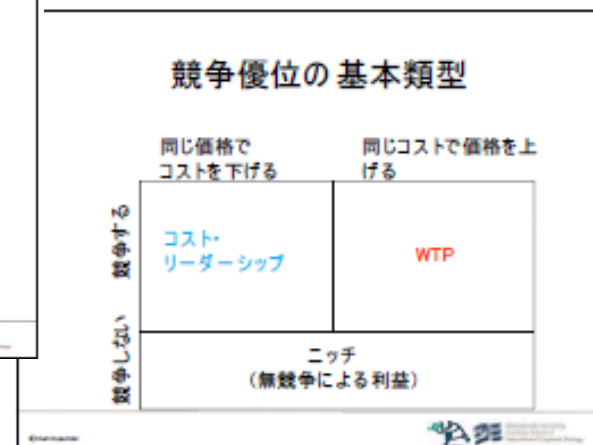 競争優位の基本類型
同じ価格で
コストを下げる
同じコストで価格を上
げる
競争する
コスト・
リーダーシップ
WTP
競争しない
ニッチ
（無競争による利益）